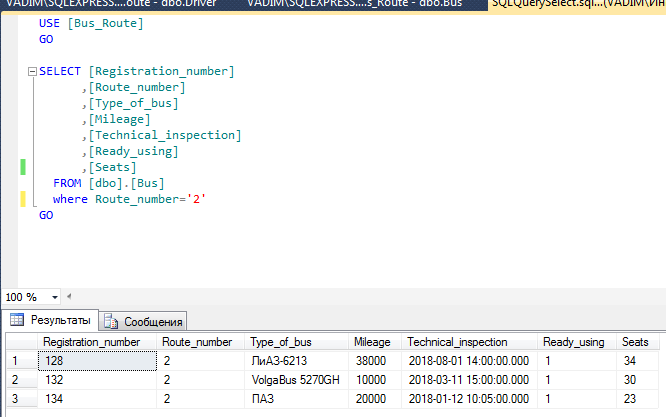 VADIM\SQLEXPRESS....oute - dbo.Driver VADIM\SQLEXPRESS....s_Route - dbo.Bus SQLQuerySelect.sql...(VADIM\Ин
USE [Bus_Route]
GO
SELECT [Registration_number]
,[Route_number]
,[Type_of_bus]
,[Mileage]
,[Technical_inspection]
,[Ready_using]
,[Seats]
FROM [dbo].[Bus]
where Route_number='2'
GO
100 %
Результаты Сообщения
Registration_number Route_number Type_of_bus Mileage Technical_inspection Ready_using Seats
1 128 2 ЛиАЗ-6213 38000 2018-08-01 14:00:00.000 1 34
2 132 2 VolgaBus 5270GH 10000 2018-03-11 15:00:00.000 1 30
3 134 2 ПАЗ 20000 2018-01-12 10:05:00.000 1 23